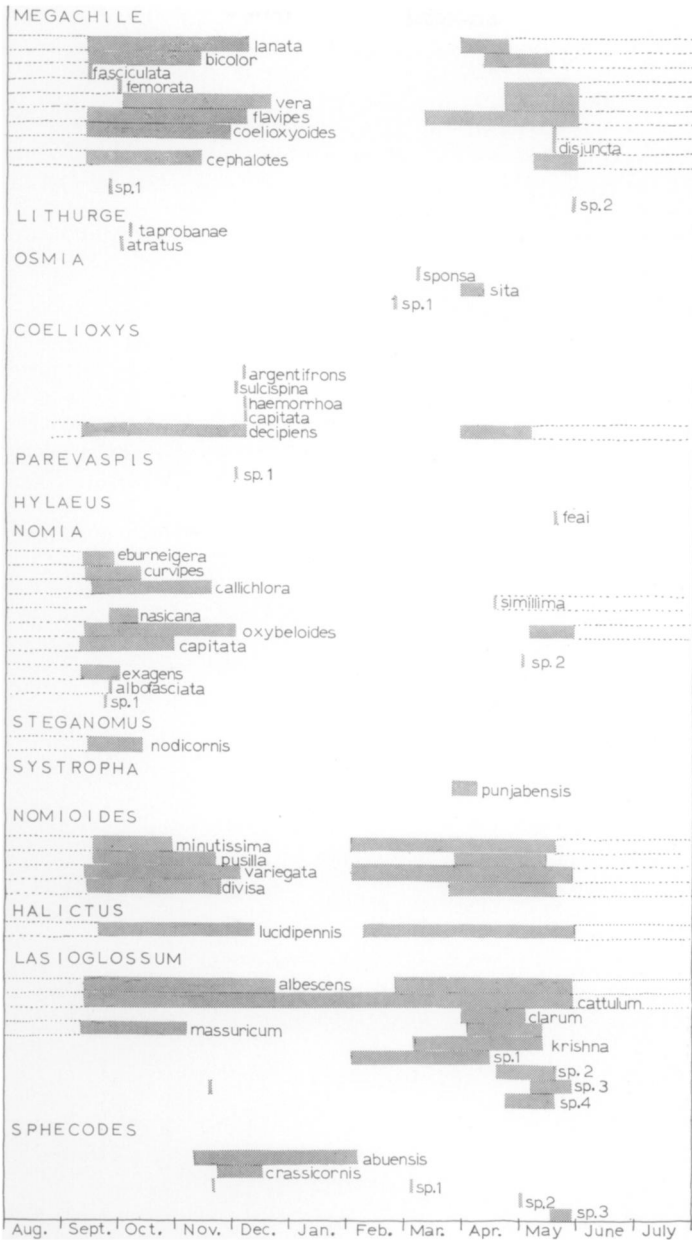 MEGACHILE
lanata
bicolor
fasciculata
femorata
vera
flavipes
coelioxyoides
disjuncta
cephalotes
sp.1
sp.2
LITHURGE
taprobanae
atratus
OSMIA
sponsa
sita
sp.1
COELIOXYS
argentifrons
sulcispina
haemorrhoa
capitata
decipiens
PAREVASPIS
sp.1
HYLAEUS
feai
NOMIA
eburneigera
curvipes
callichlora
simillima
nasicana
oxybeloides
capitata
sp.2
exagens
albofasciata
sp.1
STEGANOMUS
nodicornis
SYSTROPHA
punjabensis
NOMIOIDES
minutissima
pusilla
variegata
divisa
HALICTUS
lucidipennis
LASIOGLOSSUM
albescens
cattulum
clarum
massuricum
krishna
sp.1
sp.2
sp.3
sp.4
SPHECODES
abuensis
crassicornis
sp.1
sp.2
sp.3
Aug. Sept. Oct. Nov. Dec. Jan. Feb. Mar. Apr. May June July